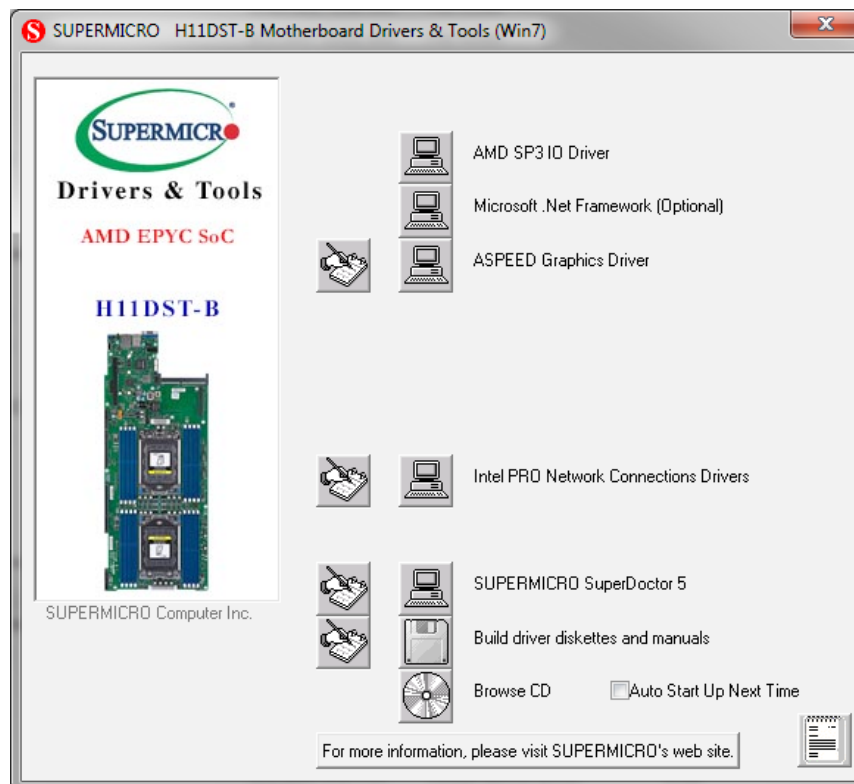 SUPERMICRO H11DST-B Motherboard Drivers & Tools (Win7)
SUPERMICRO
Drivers & Tools
AMD EPYC SoC
H11DST-B
SUPERMICRO Computer Inc.
AMD SP3 IO Driver
Microsoft .Net Framework (Optional)
ASPEED Graphics Driver
Intel PRO Network Connections Drivers
SUPERMICRO SuperDoctor 5
Build driver diskettes and manuals
Browse CD
Auto Start Up Next Time
For more information, please visit SUPERMICRO's web site.